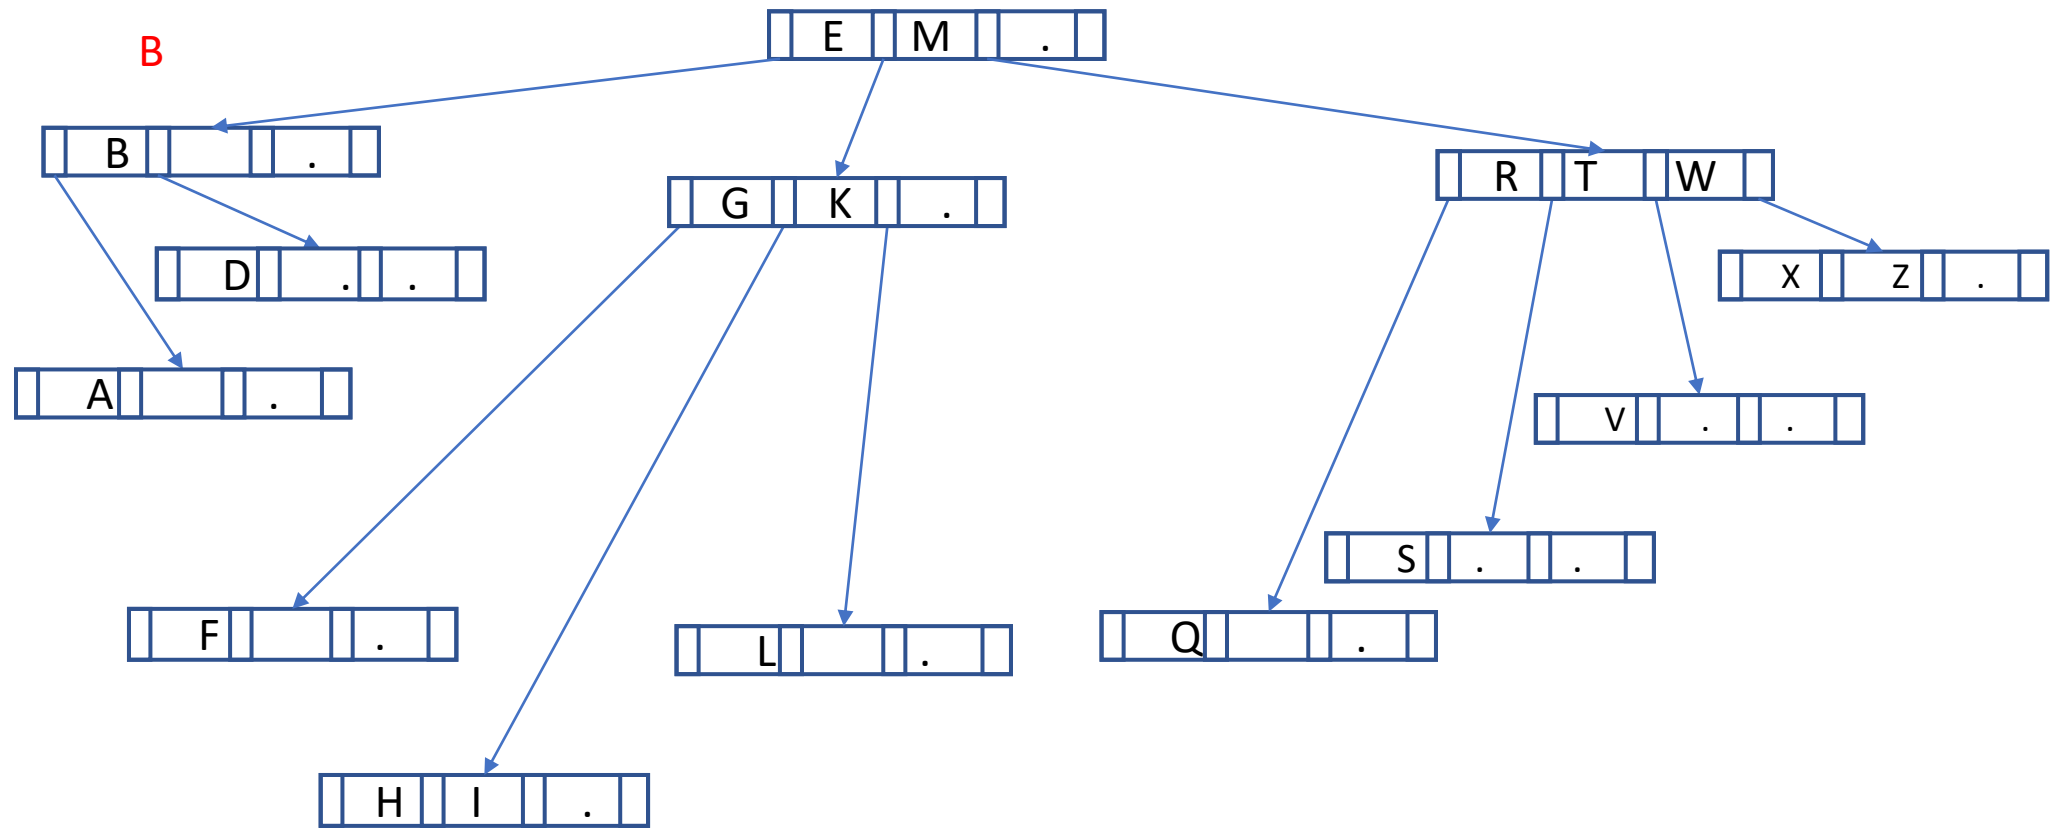 B
E M .
B .
G K .
R T W
D . .
X Z .
A .
V . .
S . .
F .
L .
Q .
H I .